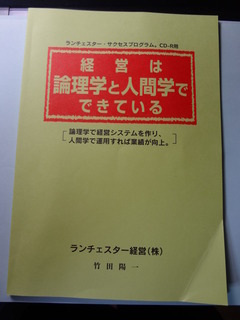 ランチェスター・サクセスプログラム。CD-R用
経営は
論理学と人間学で
できている
論理学で経営システムを作り、
人間学で運用すれば業績が向上。
ランチェスター経営(株)
竹田陽一